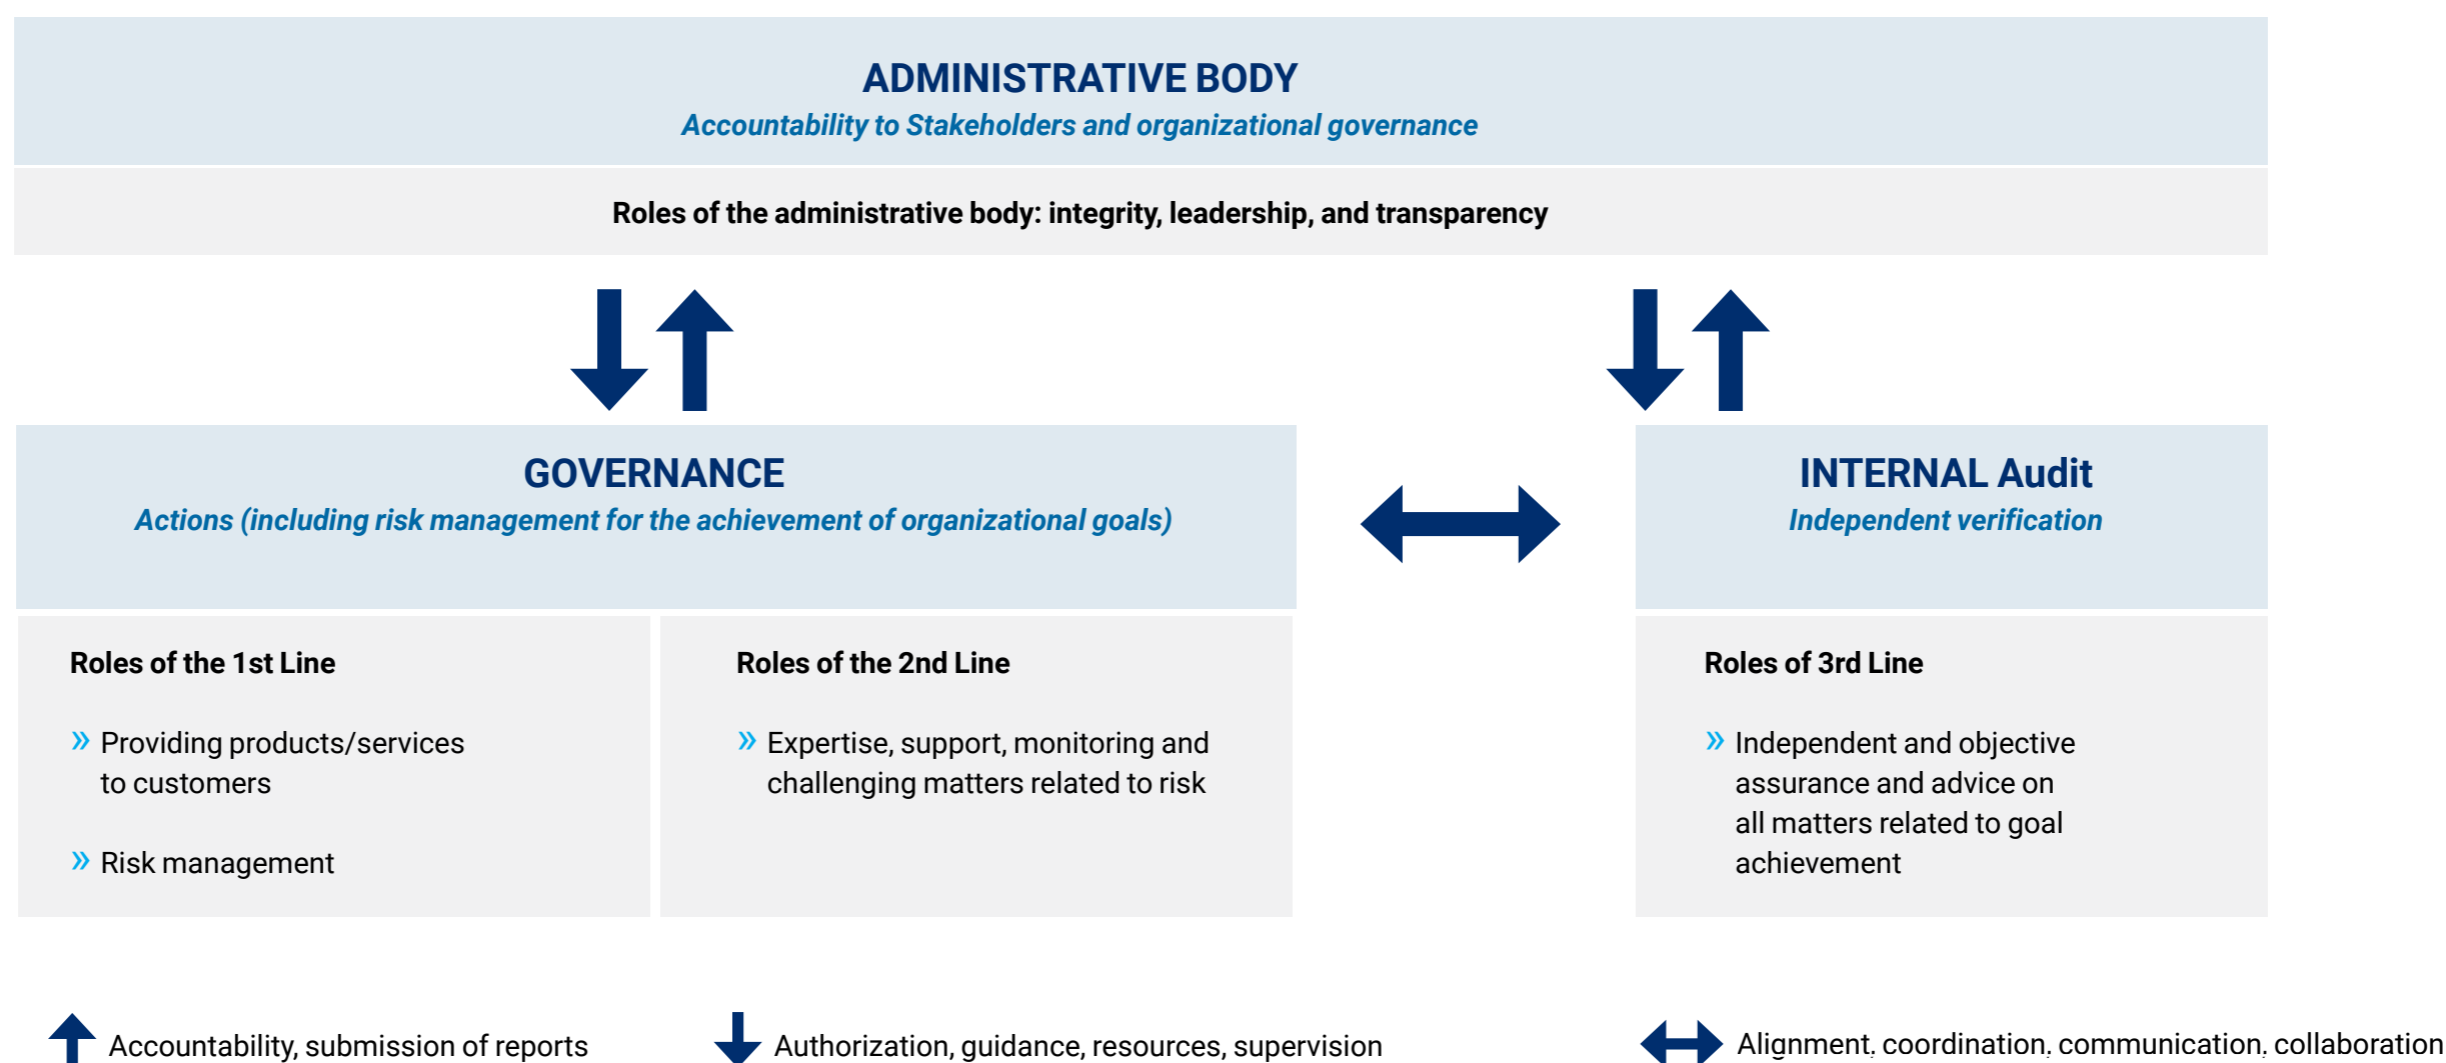 ADMINISTRATIVE BODY
Accountability to Stakeholders and organizational governance
Roles of the administrative body: integrity, leadership, and transparency
GOVERNANCE
Actions (including risk management for the achievement of organizational goals)
INTERNAL Audit
Independent verification
Roles of the 1st Line
» Providing products/services
to customers
» Risk management
Roles of the 2nd Line
» Expertise, support, monitoring and
challenging matters related to risk
Roles of 3rd Line
» Independent and objective
assurance and advice on
all matters related to goal
achievement
Accountability, submission of reports
Authorization, guidance, resources, supervision
Alignment, coordination, communication, collaboration